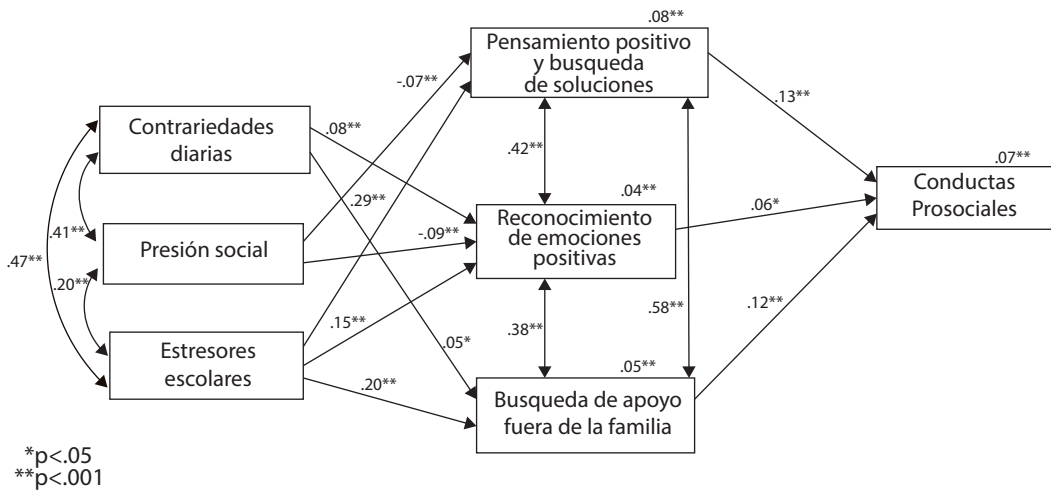 .08**
Pensamiento positivo
y busqueda
de soluciones
-.07**
.13**
Contrariedades
diarias
.08**
.42**
.07**
Conductas
Prosociales
.29**
.04**
Reconocimiento
de emociones
positivas
.06*
.41**
.47**
Presión social
-.09**
.20**
.58**
.12**
.15**
.38**
.05*
Estresores
escolares
.05**
.20**
Busqueda de apoyo
fuera de la familia
*p<.05
**p<.001